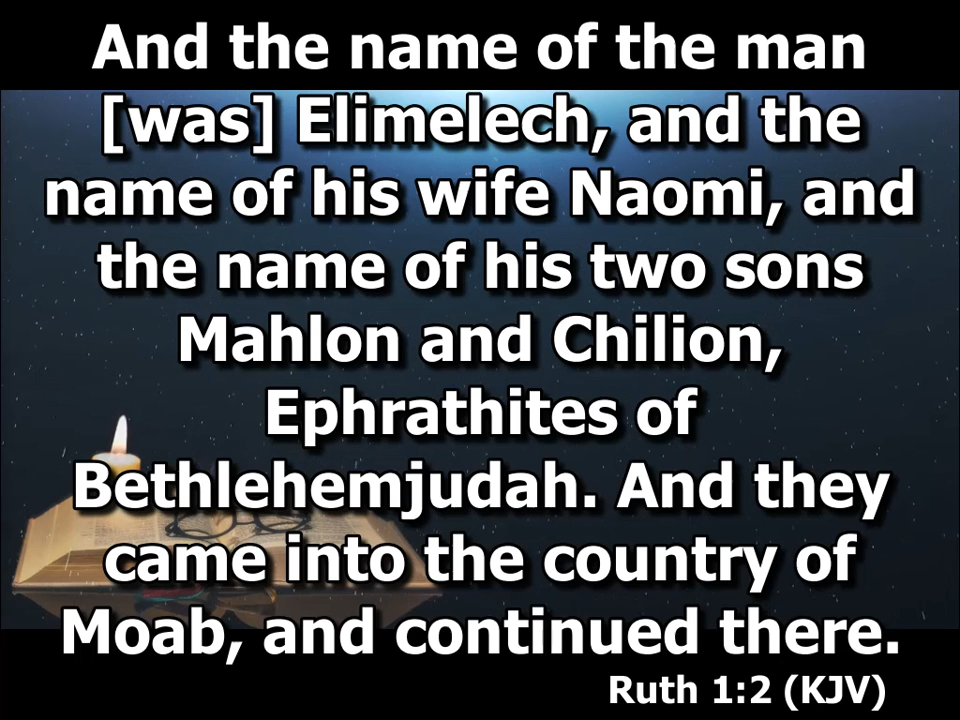 And the name of the man
[was] Elimelech, and the
name of his wife Naomi, and
the name of his two sons
Mahlon and Chilion,
Ephrathites of
Bethlehemjudah. And they
came into the country of
Moab, and continued there.
Ruth 1:2 (KJV)